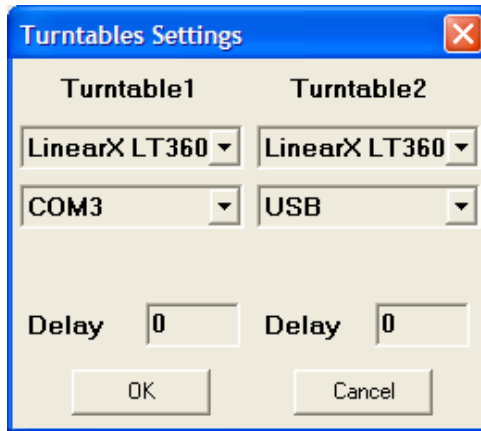 Turntables Settings
Turntable1 Turntable2
LinearX LT360 LinearX LT360
COM3 USB
Delay 0 Delay 0
OK Cancel